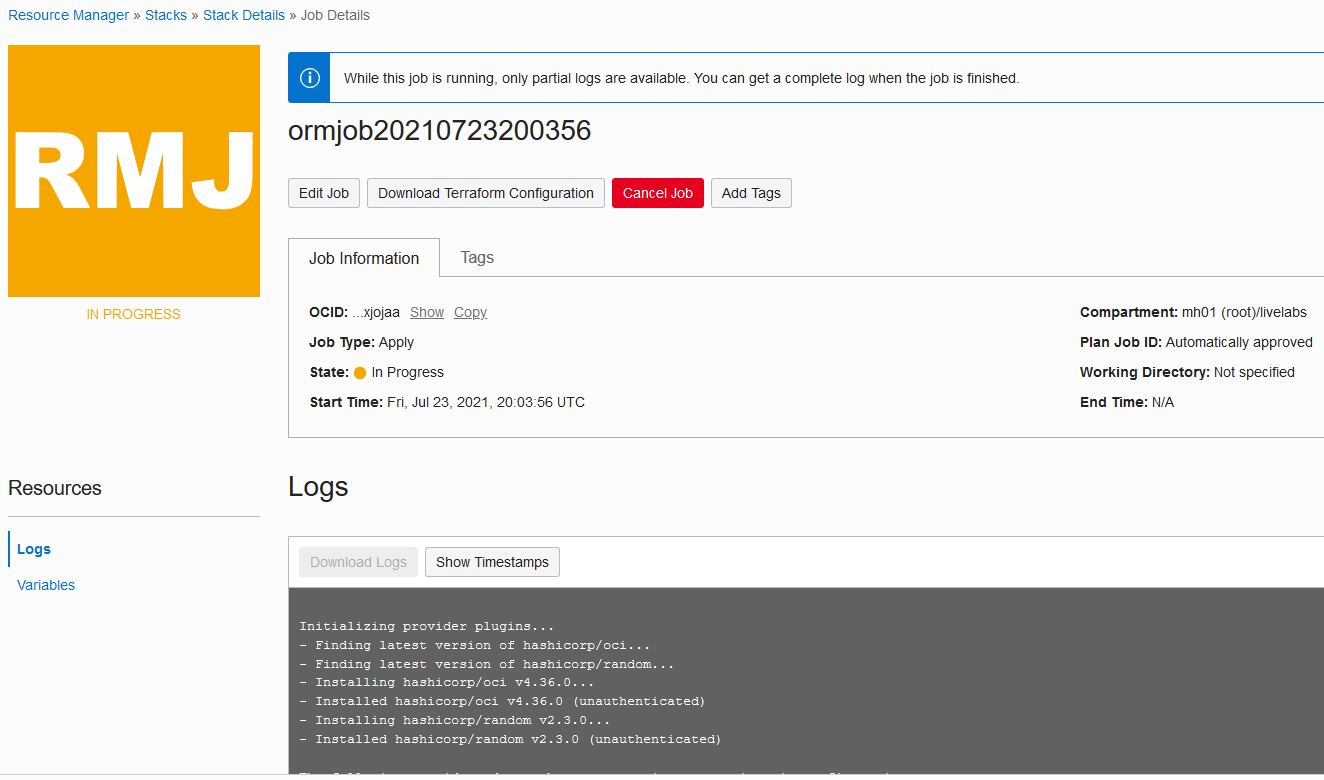 Resource Manager » Stacks » Stack Details » Job Details
RMJ
IN PROGRESS
While this job is running, only partial logs are available. You can get a complete log when the job is finished.
ormjob20210723200356
Edit Job Download Terraform Configuration Cancel Job Add Tags
Job Information Tags
OCID: ...xjojaa Show Copy
Job Type: Apply
State: In Progress
Start Time: Fri, Jul 23, 2021, 20:03:56 UTC
Compartment: mh01 (root)/livelabs
Plan Job ID: Automatically approved
Working Directory: Not specified
End Time: N/A
Resources
Logs
Variables
Logs
Download Logs Show Timestamps
Initializing provider plugins...
- Finding latest version of hashicorp/oci...
- Finding latest version of hashicorp/random...
- Installing hashicorp/oci v4.36.0...
- Installed hashicorp/oci v4.36.0 (unauthenticated)
- Installing hashicorp/random v2.3.0...
- Installed hashicorp/random v2.3.0 (unauthenticated)